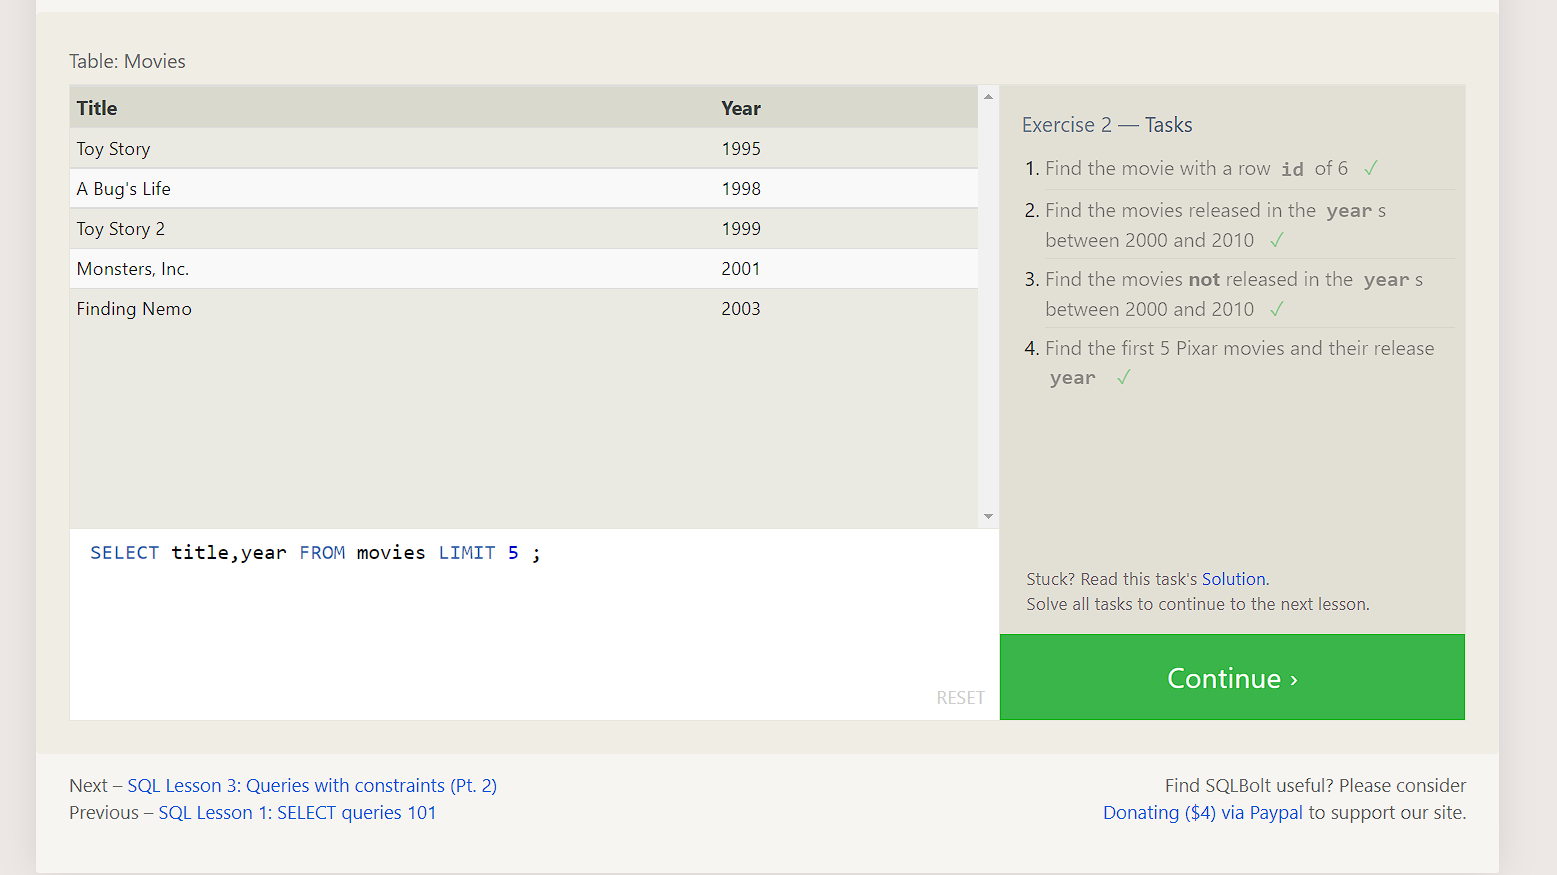 Table: Movies
Title Year
Toy Story 1995
A Bug's Life 1998
Toy Story 2 1999
Monsters, Inc. 2001
Finding Nemo 2003
SELECT title,year FROM movies LIMIT 5 ;
RESET
Exercise 2 — Tasks
1. Find the movie with a row id of 6 ✓
2. Find the movies released in the year s
between 2000 and 2010 ✓
3. Find the movies not released in the year s
between 2000 and 2010 ✓
4. Find the first 5 Pixar movies and their release
year ✓
Stuck? Read this task's Solution.
Solve all tasks to continue to the next lesson.
Continue ›
Next – SQL Lesson 3: Queries with constraints (Pt. 2)
Previous – SQL Lesson 1: SELECT queries 101
Find SQLBolt useful? Please consider
Donating ($4) via Paypal to support our site.